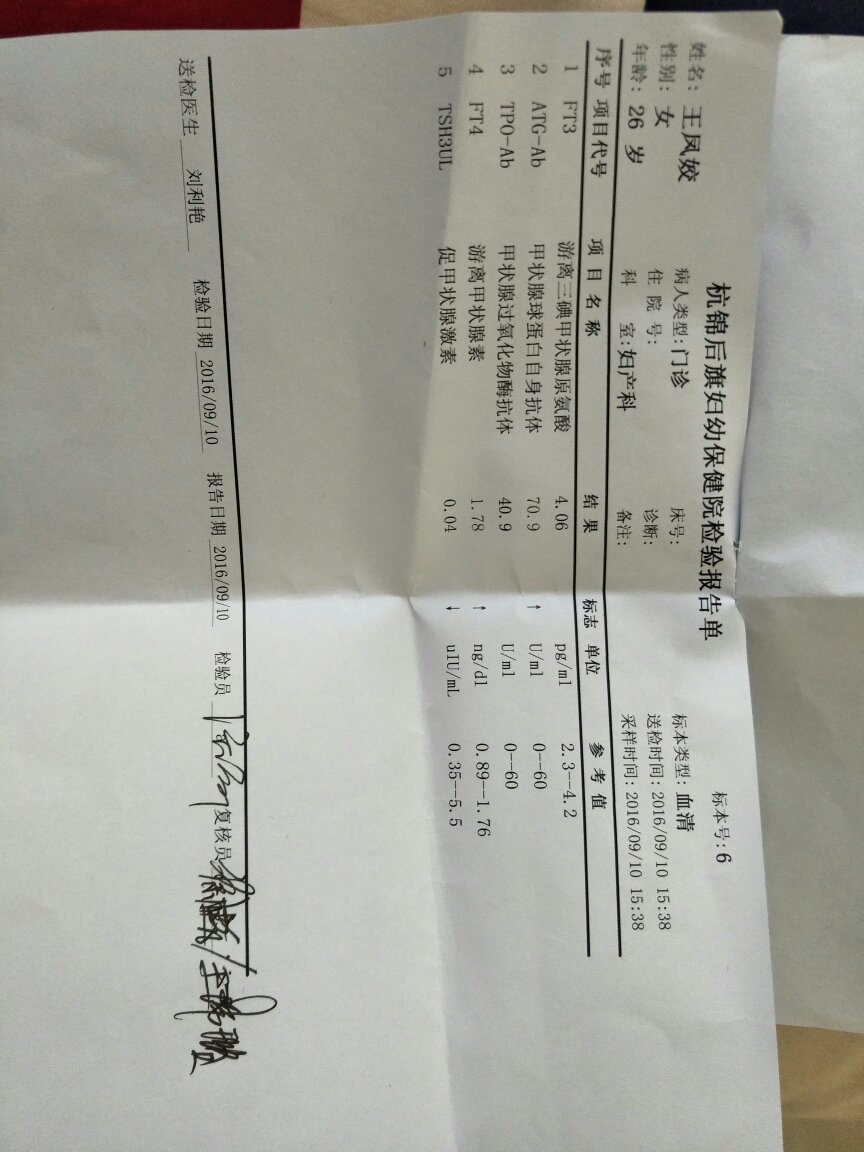 杭锦后旗妇幼保健院检验报告单
标本号:6
姓名: 王凤姣 病人类型:门诊 床号: 标本类型:血清
性别: 女 住 院 号: 诊断: 送检时间:2016/09/10 15:38
年龄: 26 岁 科 室:妇产科 备注: 采样时间:2016/09/10 15:38
序号 项目代号 项 目 名 称 结 果 标志 单位 参 考 值
1 FT3 游离三碘甲状腺原氨酸 4.06 pg/ml 2.3--4.2
2 ATG-Ab 甲状腺球蛋白自身抗体 70.9 ↑ U/ml 0--60
3 TPO-Ab 甲状腺过氧化物酶抗体 40.9 U/ml 0--60
4 FT4 游离甲状腺素 1.78 ↑ ng/dl 0.89--1.76
5 TSH3UL 促甲状腺激素 0.04 ↓ uIU/mL 0.35--5.5
送检医生 刘利艳 检验日期 2016/09/10 报告日期 2016/09/10 检验员 复核员